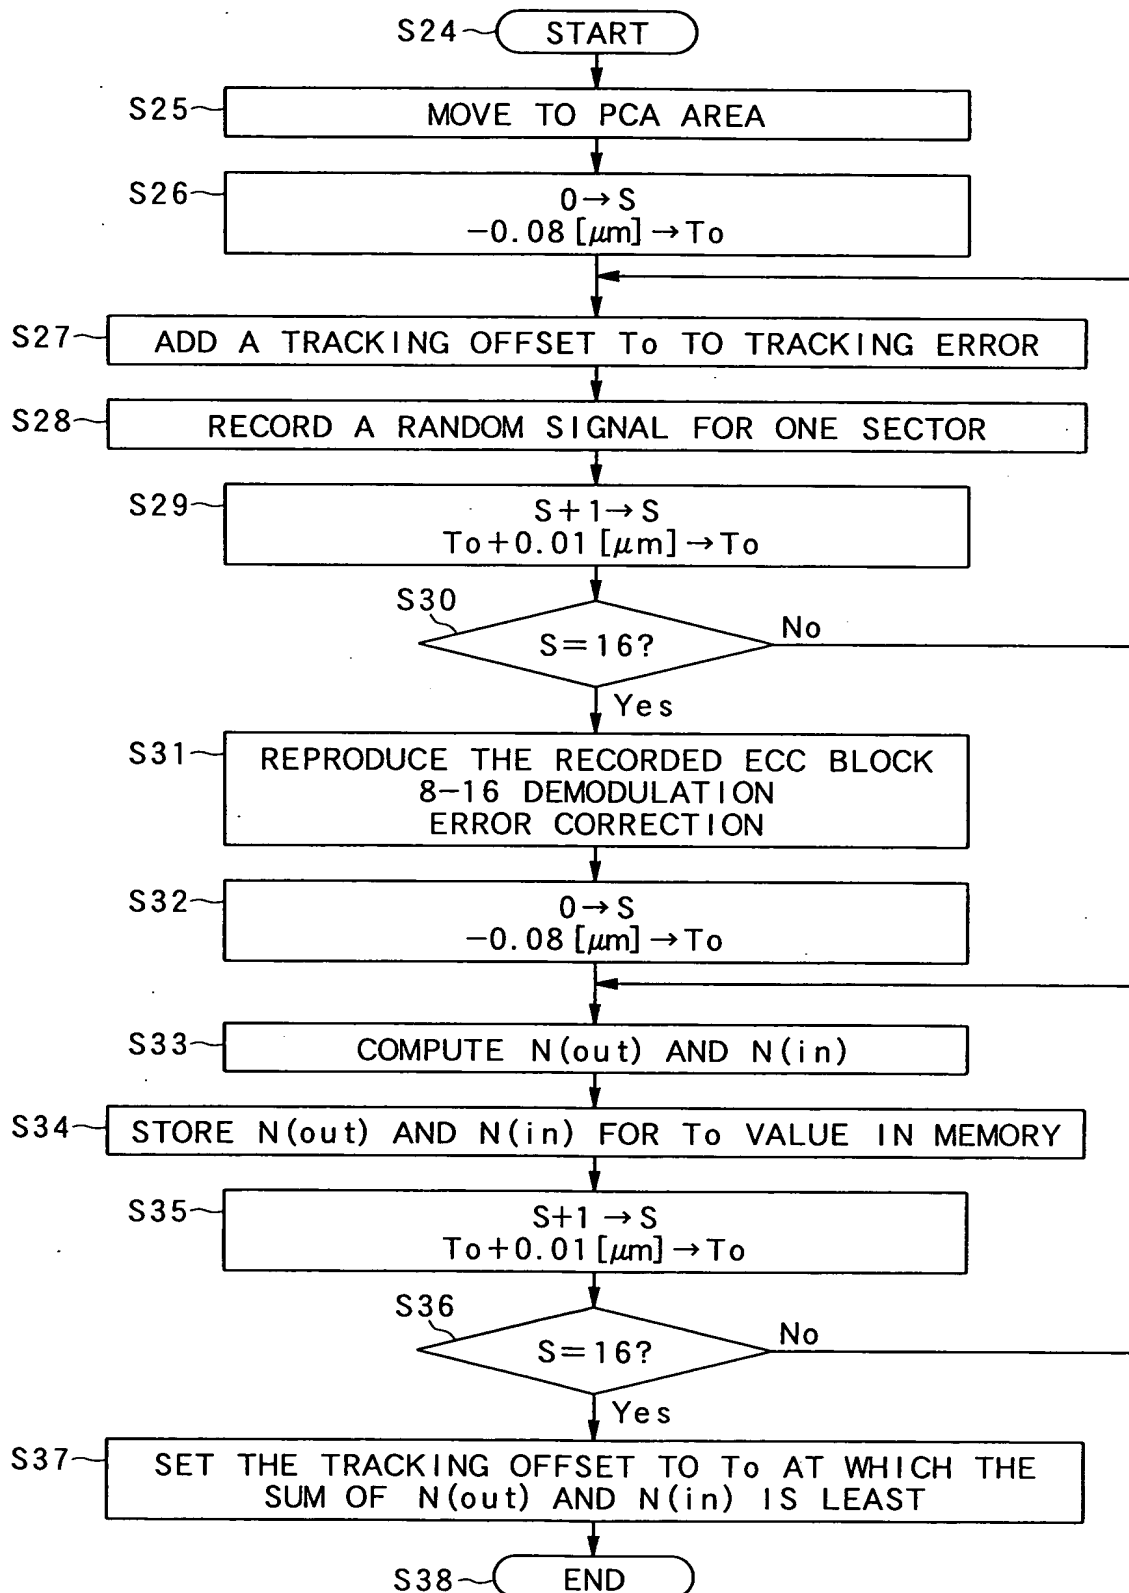 S24 START
S25 MOVE TO PCA AREA
S26 0→S
−0.08 [μm]→To
S27 ADD A TRACKING OFFSET To TO TRACKING ERROR
S28 RECORD A RANDOM SIGNAL FOR ONE SECTOR
S29 S+1→S
To+0.01 [μm]→To
S30 S=16? No
Yes
S31 REPRODUCE THE RECORDED ECC BLOCK
8−16 DEMODULATION
ERROR CORRECTION
S32 0→S
−0.08 [μm]→To
S33 COMPUTE N(out) AND N(in)
S34 STORE N(out) AND N(in) FOR To VALUE IN MEMORY
S35 S+1→S
To+0.01 [μm]→To
S36 S=16? No
Yes
S37 SET THE TRACKING OFFSET TO To AT WHICH THE
SUM OF N(out) AND N(in) IS LEAST
S38 END